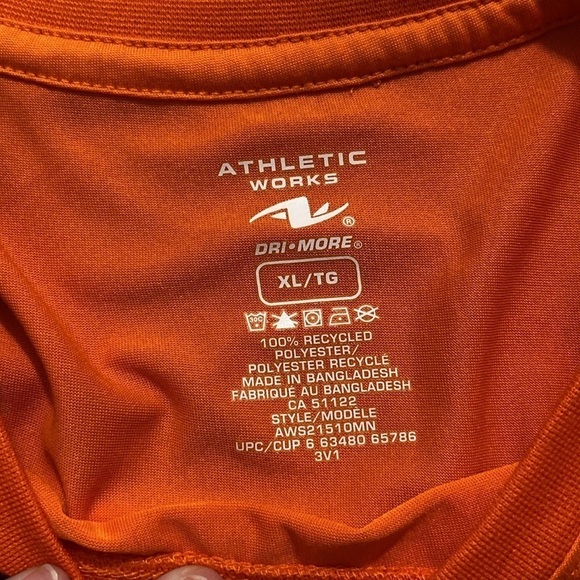 ATHLETIC
WORKS
®
DRI•MORE®
XL/TG
30C
100% RECYCLED
POLYESTER/
POLYESTER RECYCLÉ
MADE IN BANGLADESH
FABRIQUÉ AU BANGLADESH
CA 51122
STYLE/MODÈLE
AWS21510MN
UPC/CUP 6 63480 65786
3V1